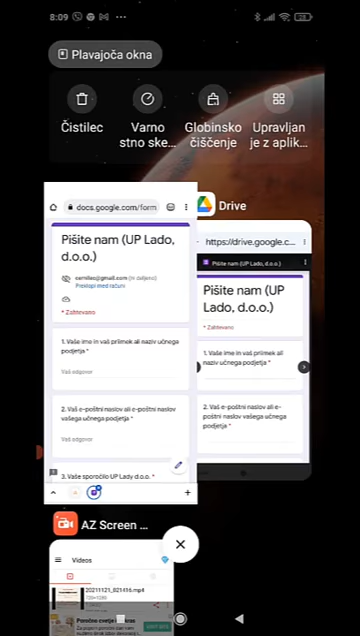 8:09
Plavajoča okna
Čistilec
Varno
stno ske...
Globinsko
čiščenje
Upravljan
je z aplik...
docs.google.com/form
Pišite nam (UP Lado,
d.o.o.)
Preklopi med računi
* Zahtevano
1. Vaše ime in vaš priimek ali naziv učnega
podjetja *
Vaš odgovor
2. Vaš e-poštni naslov ali e-poštni naslov
vašega učnega podjetja *
Vaš odgovor
3. Vaše sporočilo UP Lady d.o.o. *
Drive
https://drive.google.c...
Pišite nam (UP Lado, d.o.o.)
Pišite nam (UP
Lado, d.o.o.)
* Zahtevano
1. Vaše ime in vaš priimek ali
naziv učnega podjetja *
2. Vaš e-poštni naslov ali e-
poštni naslov vašega učnega
podjetja *
AZ Screen ...
Videos
20211121_021416.mp4